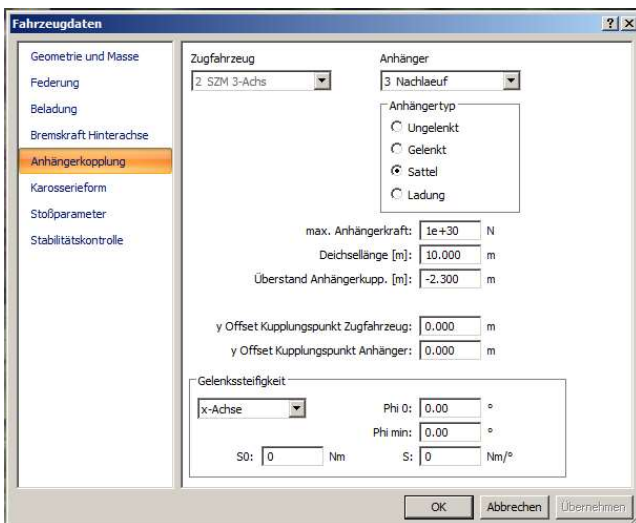 Fahrzeugdaten
Geometrie und Masse
Federung
Beladung
Bremskraft Hinterachse
Anhängerkopplung
Karosserieform
Stoßparameter
Stabilitätskontrolle
Zugfahrzeug Anhänger
2 SZM 3-Achs 3 Nachlaeuf
Anhängertyp
Ungelenkt
Gelenkt
Sattel
Ladung
max. Anhängerkraft: 1e+30 N
Deichsellänge [m]: 10.000 m
Überstand Anhängerkupp. [m]: -2.300 m
y Offset Kupplungspunkt Zugfahrzeug: 0.000 m
y Offset Kupplungspunkt Anhänger: 0.000 m
Gelenkssteifigkeit
x-Achse Phi 0: 0.00 °
Phi min: 0.00 °
S0: 0 Nm S: 0 Nm/°
OK Abbrechen Übernehmen